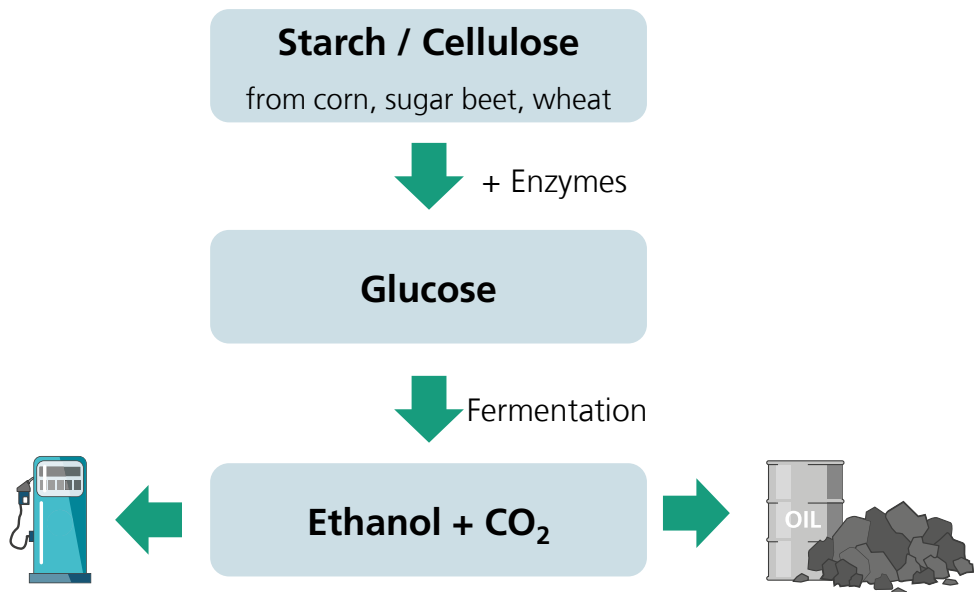 Starch / Cellulose
from corn, sugar beet, wheat
+ Enzymes
Glucose
Fermentation
Ethanol + CO₂
OIL